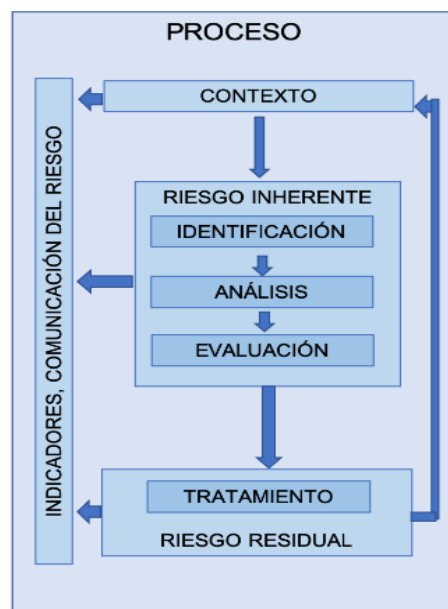 PROCESO
CONTEXTO
INDICADORES, COMUNICACIÓN DEL RIESGO
RIESGO INHERENTE
IDENTIFICACIÓN
ANÁLISIS
EVALUACIÓN
TRATAMIENTO
RIESGO RESIDUAL